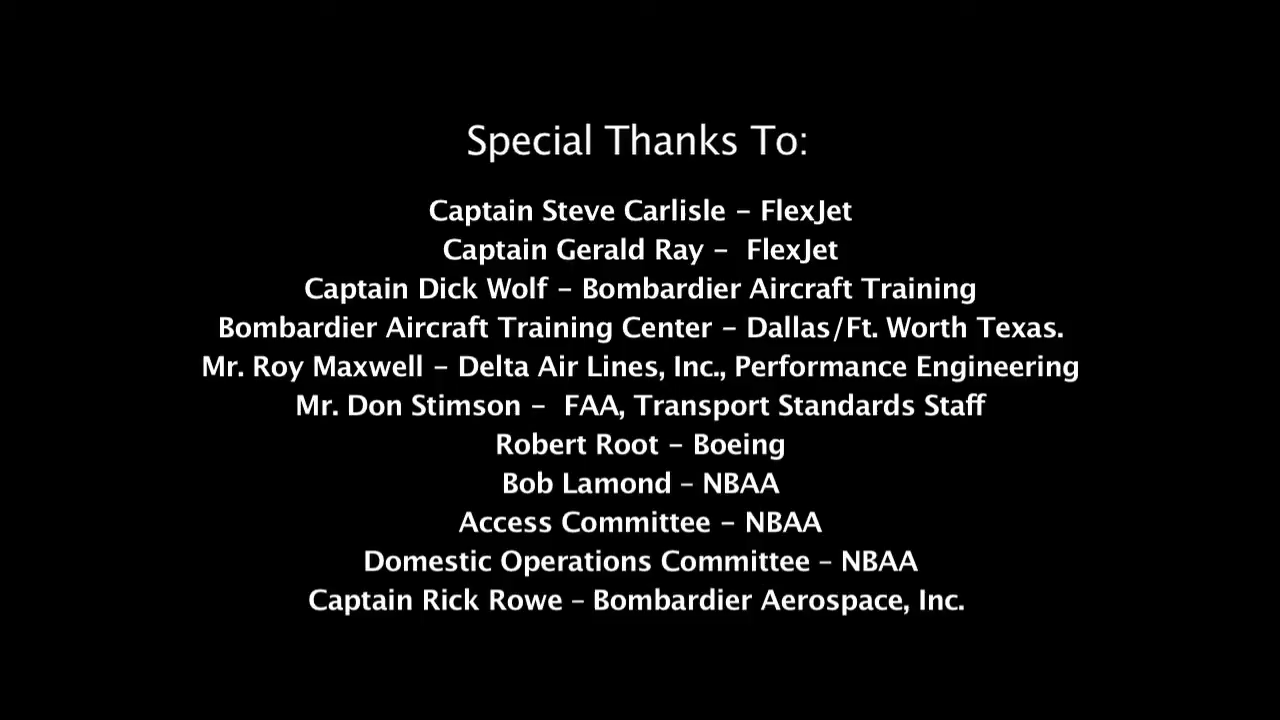 Special Thanks To:
Captain Steve Carlisle – FlexJet
Captain Gerald Ray –  FlexJet
Captain Dick Wolf – Bombardier Aircraft Training
Bombardier Aircraft Training Center – Dallas/Ft. Worth Texas.
Mr. Roy Maxwell – Delta Air Lines, Inc., Performance Engineering
Mr. Don Stimson –  FAA, Transport Standards Staff
Robert Root – Boeing
Bob Lamond – NBAA
Access Committee – NBAA
Domestic Operations Committee – NBAA
Captain Rick Rowe – Bombardier Aerospace, Inc.